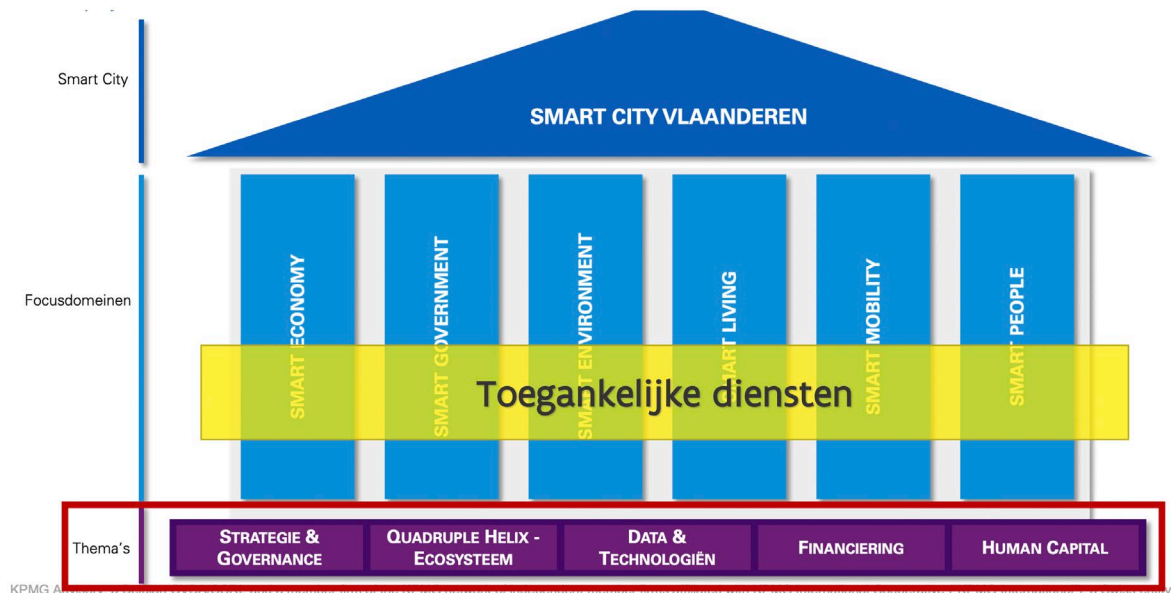 Smart City
SMART CITY VLAANDEREN
Focusdomeinen
SMART ECONOMY
SMART GOVERNMENT
SMART ENVIRONMENT
SMART LIVING
SMART MOBILITY
SMART PEOPLE
Toegankelijke diensten
Thema's
STRATEGIE &
GOVERNANCE
QUADRUPLE HELIX -
ECOSYSTEEM
DATA &
TECHNOLOGIËN
FINANCIERING
HUMAN CAPITAL
KPMG